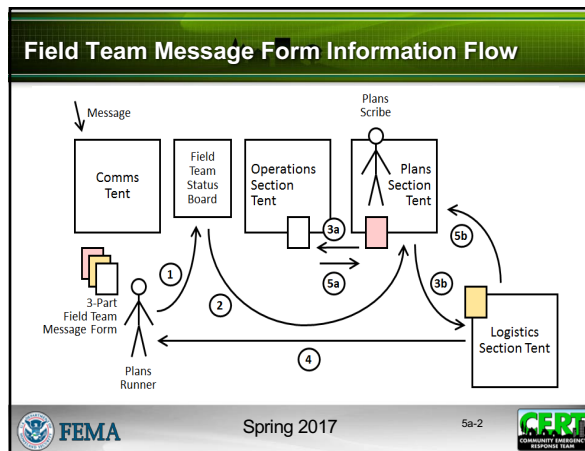 Field Team Message Form Information Flow
Message
Comms
Tent
Field
Team
Status
Board
Operations
Section
Tent
Plans
Scribe
Plans
Section
Tent
3a
5a
5b
1
2
3b
3-Part
Field Team
Message Form
Plans
Runner
4
Logistics
Section Tent
FEMA
Spring 2017
5a-2
CERT
COMMUNITY EMERGENCY
RESPONSE TEAM